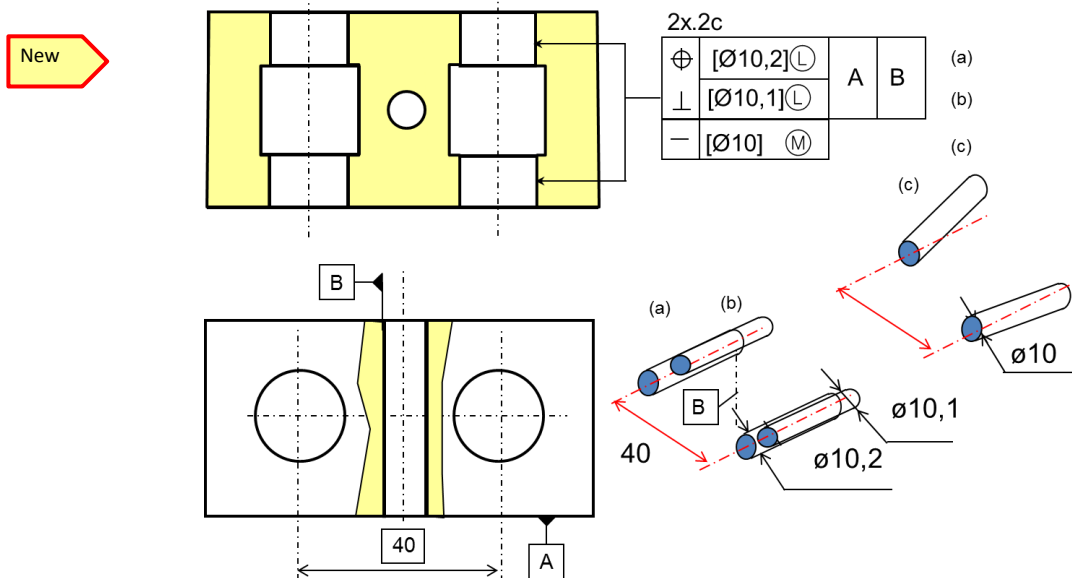 New
2x.2c
⌖ [Ø10,2]Ⓛ A B (a)
⊥ [Ø10,1]Ⓛ (b)
— [Ø10] Ⓜ (c)
(c)
B
(a) (b)
ø10
B
ø10,1
40
ø10,2
40
A